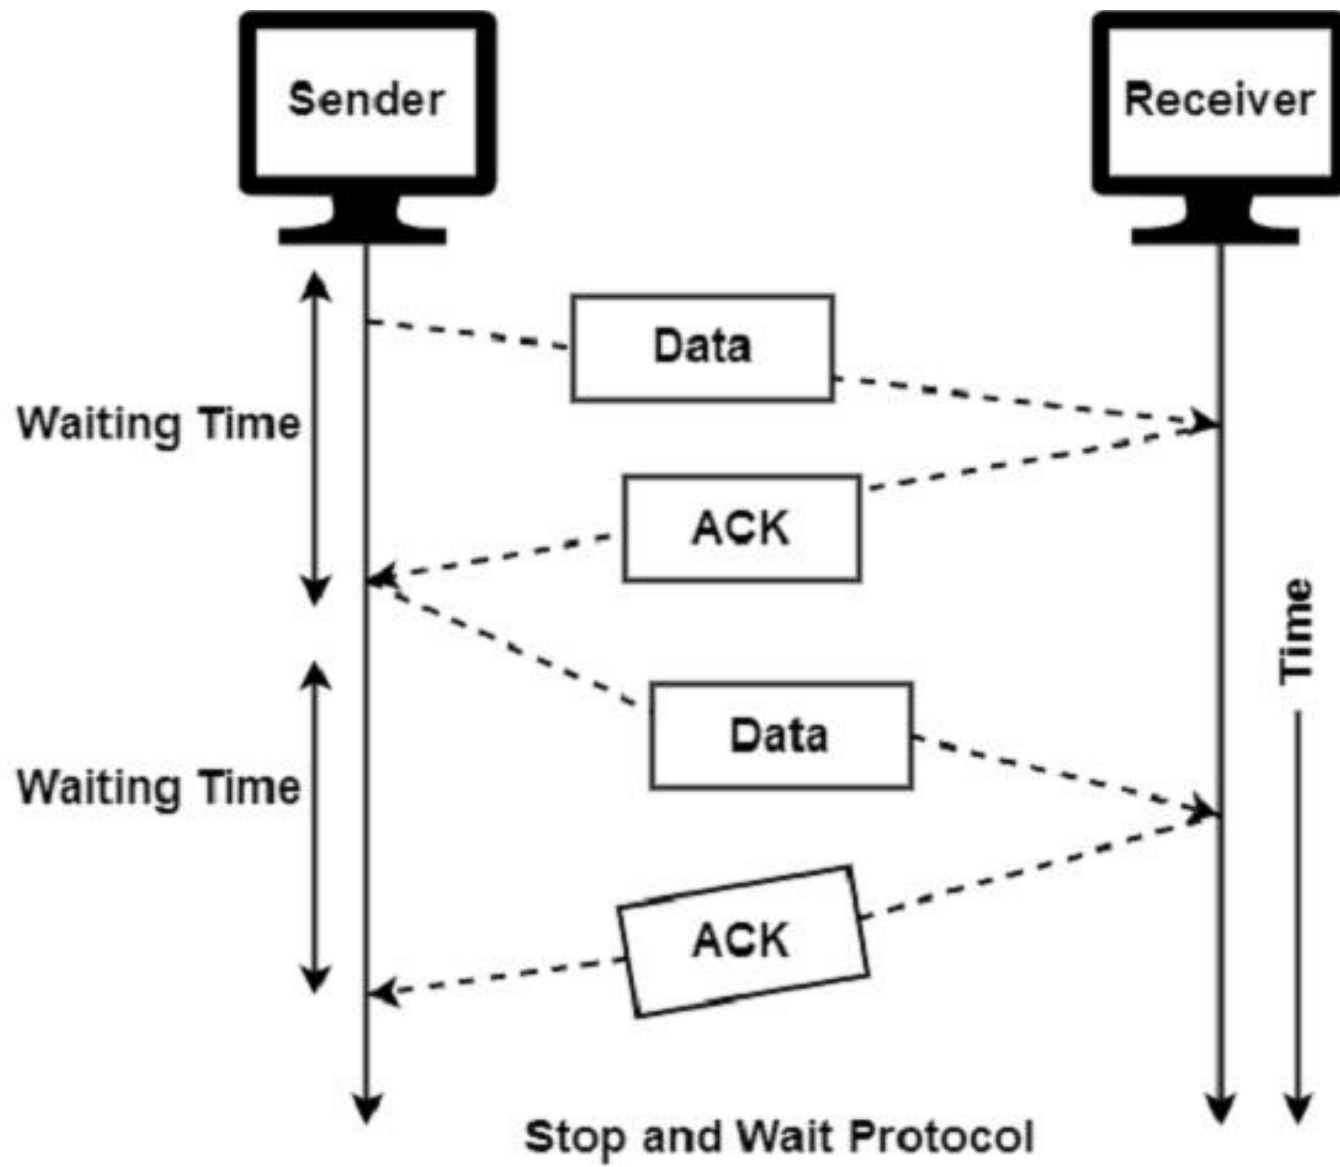 Sender
Receiver
Data
Waiting Time
ACK
Time
Data
Waiting Time
ACK
Stop and Wait Protocol